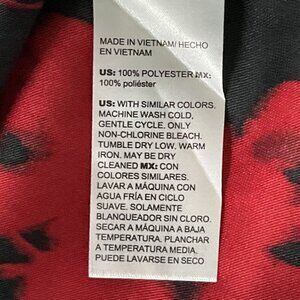 MADE IN VIETNAM/ HECHO
EN VIETNAM
US: 100% POLYESTER MX:
100% poliéster
US: WITH SIMILAR COLORS.
MACHINE WASH COLD,
GENTLE CYCLE. ONLY
NON-CHLORINE BLEACH.
TUMBLE DRY LOW. WARM
IRON. MAY BE DRY
CLEANED MX: CON
COLORES SIMILARES.
LAVAR A MÁQUINA CON
AGUA FRÍA EN CICLO
SUAVE. SOLAMENTE
BLANQUEADOR SIN CLORO.
SECAR A MÁQUINA A BAJA
TEMPERATURA. PLANCHAR
A TEMPERATURA MEDIA.
PUEDE LAVARSE EN SECO